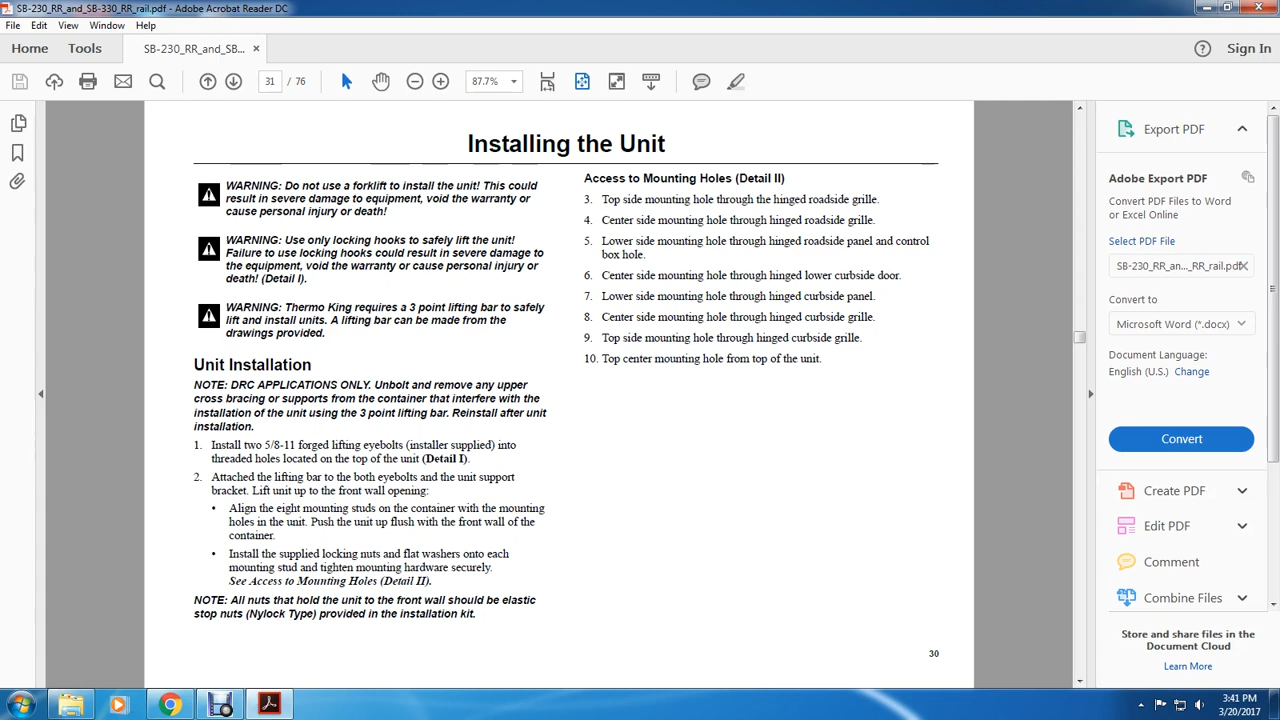 SB-230_RR_and_SB-330_RR_rail.pdf - Adobe Acrobat Reader DC
File Edit View Window Help
Home Tools SB-230_RR_and_SB... × Sign In
31 / 76 87.7%
Installing the Unit
WARNING: Do not use a forklift to install the unit! This could
result in severe damage to equipment, void the warranty or
cause personal injury or death!
WARNING: Use only locking hooks to safely lift the unit!
Failure to use locking hooks could result in severe damage to
the equipment, void the warranty or cause personal injury or
death! (Detail I).
WARNING: Thermo King requires a 3 point lifting bar to safely
lift and install units. A lifting bar can be made from the
drawings provided.
Unit Installation
NOTE: DRC APPLICATIONS ONLY. Unbolt and remove any upper
cross bracing or supports from the container that interfere with the
installation of the unit using the 3 point lifting bar. Reinstall after unit
installation.
1. Install two 5/8-11 forged lifting eyebolts (installer supplied) into
threaded holes located on the top of the unit (Detail I).
2. Attached the lifting bar to the both eyebolts and the unit support
bracket. Lift unit up to the front wall opening:
• Align the eight mounting studs on the container with the mounting
holes in the unit. Push the unit up flush with the front wall of the
container.
• Install the supplied locking nuts and flat washers onto each
mounting stud and tighten mounting hardware securely.
See Access to Mounting Holes (Detail II).
NOTE: All nuts that hold the unit to the front wall should be elastic
stop nuts (Nylock Type) provided in the installation kit.
Access to Mounting Holes (Detail II)
3. Top side mounting hole through the hinged roadside grille.
4. Center side mounting hole through hinged roadside grille.
5. Lower side mounting hole through hinged roadside panel and control
box hole.
6. Center side mounting hole through hinged lower curbside door.
7. Lower side mounting hole through hinged curbside panel.
8. Center side mounting hole through hinged curbside grille.
9. Top side mounting hole through hinged curbside grille.
10. Top center mounting hole from top of the unit.
30
Export PDF
Adobe Export PDF
Convert PDF Files to Word
or Excel Online
Select PDF File
SB-230_RR_an..._RR_rail.pdf
Convert to
Microsoft Word (*.docx)
Document Language:
English (U.S.) Change
Convert
Create PDF
Edit PDF
Comment
Combine Files
Store and share files in the
Document Cloud
Learn More
3:41 PM
3/20/2017